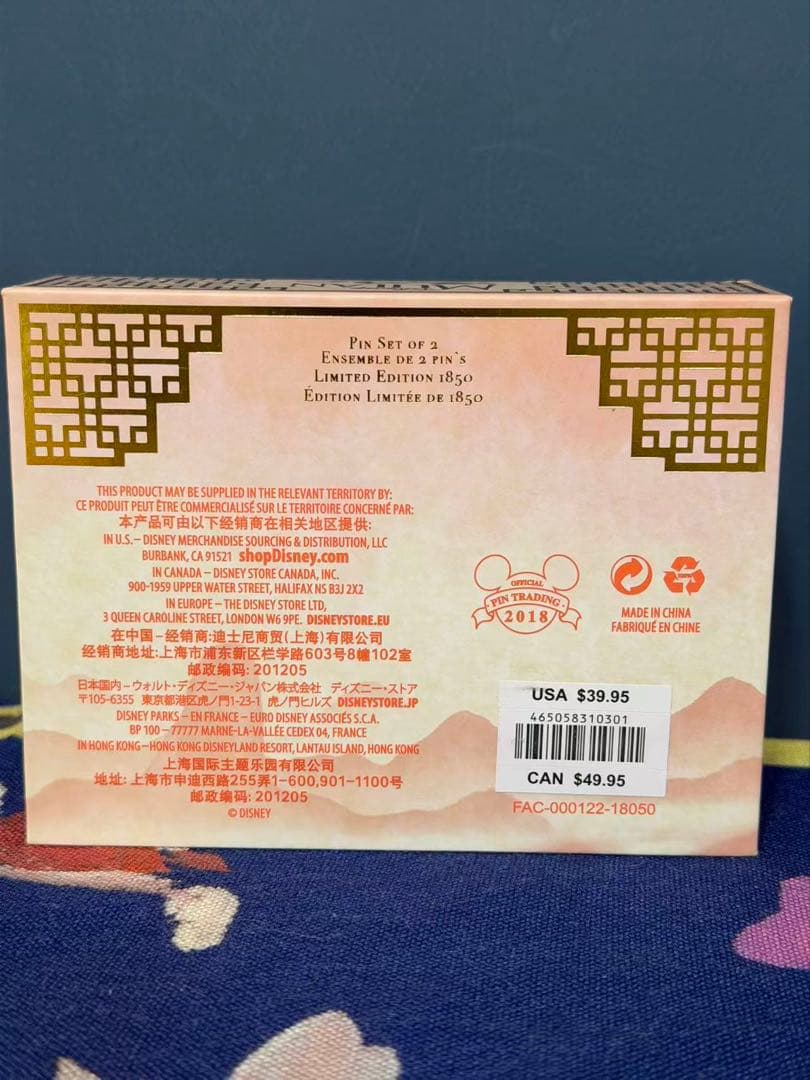 MULAN
PIN SET OF 2
ENSEMBLE DE 2 PIN`S
LIMITED EDITION 1850
ÉDITION LIMITÉE DE 1850
THIS PRODUCT MAY BE SUPPLIED IN THE RELEVANT TERRITORY BY:
CE PRODUIT PEUT ÊTRE COMMERCIALISÉ SUR LE TERRITOIRE CONCERNÉ PAR:
本产品可由以下经销商在相关地区提供:
IN U.S. – DISNEY MERCHANDISE SOURCING & DISTRIBUTION, LLC
BURBANK, CA 91521 shopDisney.com
IN CANADA – DISNEY STORE CANADA, INC.
900-1959 UPPER WATER STREET, HALIFAX NS B3J 2X2
IN EUROPE – THE DISNEY STORE LTD,
3 QUEEN CAROLINE STREET, LONDON W6 9PE. DISNEYSTORE.EU
在中国–经销商:迪士尼商贸(上海)有限公司
经销商地址:上海市浦东新区栏学路603号8幢102室
邮政编码: 201205
日本国内–ウォルト・ディズニー・ジャパン株式会社 ディズニー・ストア
〒105-6355 東京都港区虎ノ門1-23-1 虎ノ門ヒルズ DISNEYSTORE.JP
DISNEY PARKS – EN FRANCE – EURO DISNEY ASSOCIÉS S.C.A.
BP 100 – 77777 MARNE-LA-VALLÉE CEDEX 04, FRANCE
IN HONG KONG – HONG KONG DISNEYLAND RESORT, LANTAU ISLAND, HONG KONG
上海国际主题乐园有限公司
地址: 上海市申迪西路255弄1-600,901-1100号
邮政编码: 201205
© DISNEY
OFFICIAL
PIN TRADING
2018
MADE IN CHINA
FABRIQUÉ EN CHINE
USA $39.95
465058310301
CAN $49.95
FAC-000122-18050